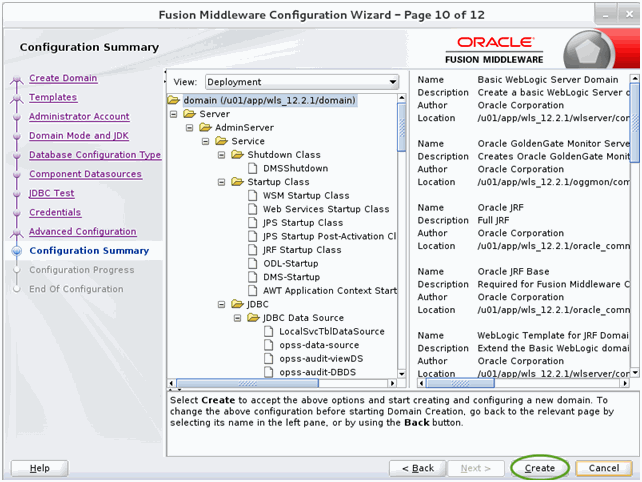 Fusion Middleware Configuration Wizard – Page 10 of 12
Configuration Summary
ORACLE
FUSION MIDDLEWARE
Create Domain
Templates
Administrator Account
Domain Mode and JDK
Database Configuration Type
Component Datasources
JDBC Test
Credentials
Advanced Configuration
Configuration Summary
Configuration Progress
End Of Configuration
View: Deployment
domain (/u01/app/wls_12.2.1/domain)
Server
AdminServer
Service
Shutdown Class
DMSShutdown
Startup Class
WSM Startup Class
Web Services Startup Class
JPS Startup Class
JPS Startup Post-Activation Cl
JRF Startup Class
ODL-Startup
DMS-Startup
AWT Application Context Start
JDBC
JDBC Data Source
LocalSvcTblDataSource
opss-data-source
opss-audit-viewDS
opss-audit-DBDS
Name Basic WebLogic Server Domain
Description Create a basic WebLogic Server d
Author Oracle Corporation
Location /u01/app/wls_12.2.1/wlserver/com
Name Oracle GoldenGate Monitor Serve
Description Creates Oracle GoldenGate Monit
Author Oracle Corporation
Location /u01/app/wls_12.2.1/oggmon/com
Name Oracle JRF
Description Full JRF
Author Oracle Corporation
Location /u01/app/wls_12.2.1/oracle_comn
Name Oracle JRF Base
Description Required for Fusion Middleware C
Author Oracle Corporation
Location /u01/app/wls_12.2.1/oracle_comn
Name WebLogic Template for JRF Domain
Description Extend the Basic WebLogic domai
Author Oracle Corporation
Location /u01/app/wls_12.2.1/wlserver/com
Select Create to accept the above options and start creating and configuring a new domain. To
change the above configuration before starting Domain Creation, go back to the relevant page by
selecting its name in the left pane, or by using the Back button.
Help
< Back
Next >
Create
Cancel